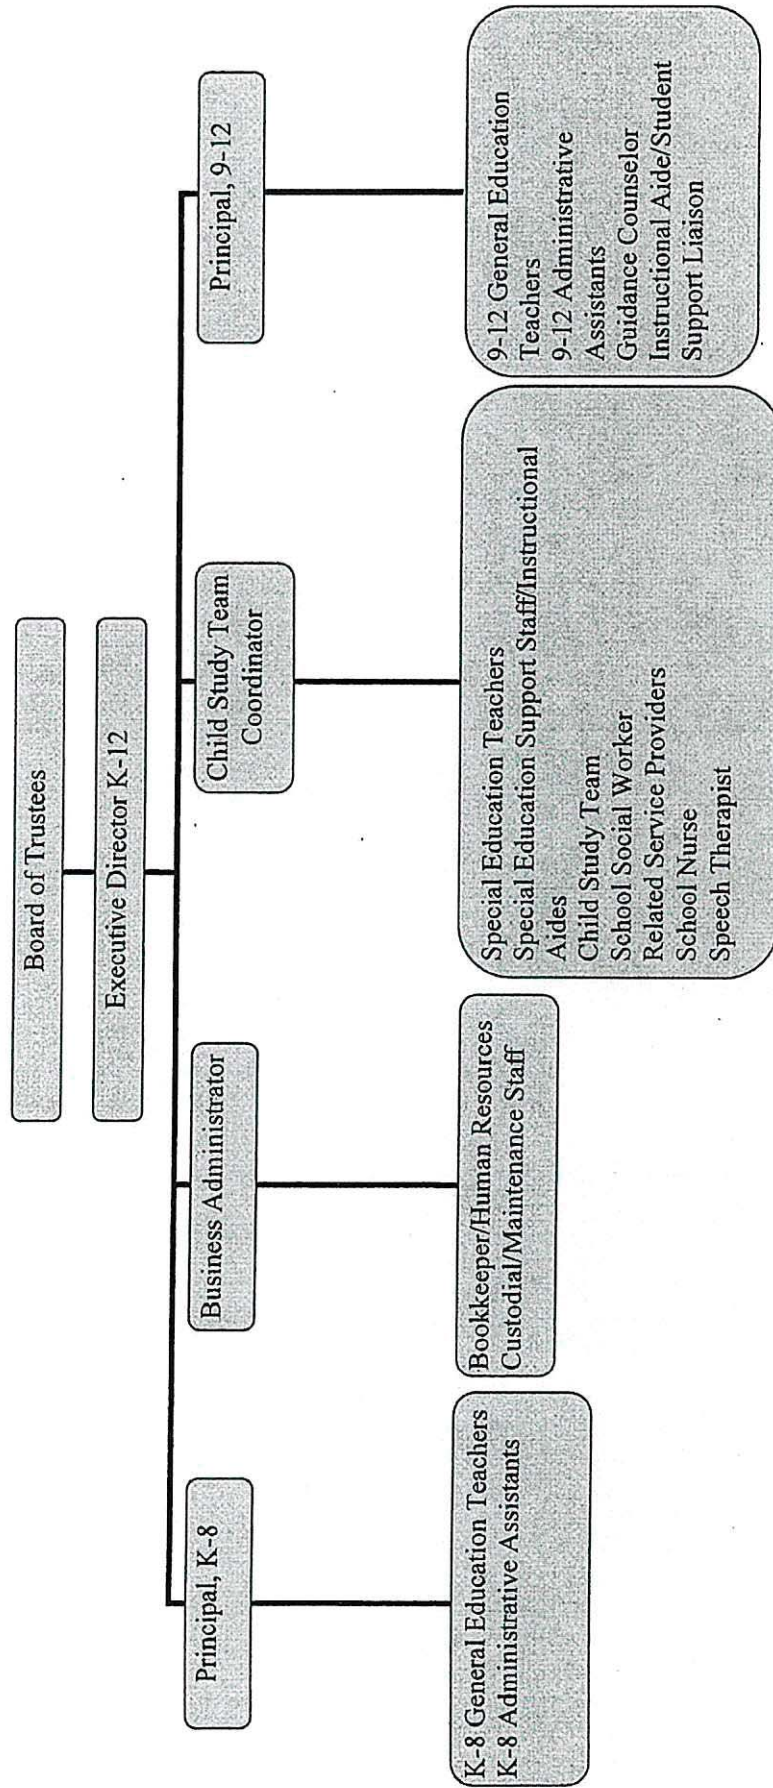 Board of Trustees
Executive Director K-12
Principal, K-8
Business Administrator
Child Study Team
Coordinator
Principal, 9-12
K-8 General Education Teachers
K-8 Administrative Assistants
Bookkeeper/Human Resources
Custodial/Maintenance Staff
Special Education Teachers
Special Education Support Staff/Instructional
Aides
Child Study Team
School Social Worker
Related Service Providers
School Nurse
Speech Therapist
9-12 General Education
Teachers
9-12 Administrative
Assistants
Guidance Counselor
Instructional Aide/Student
Support Liaison